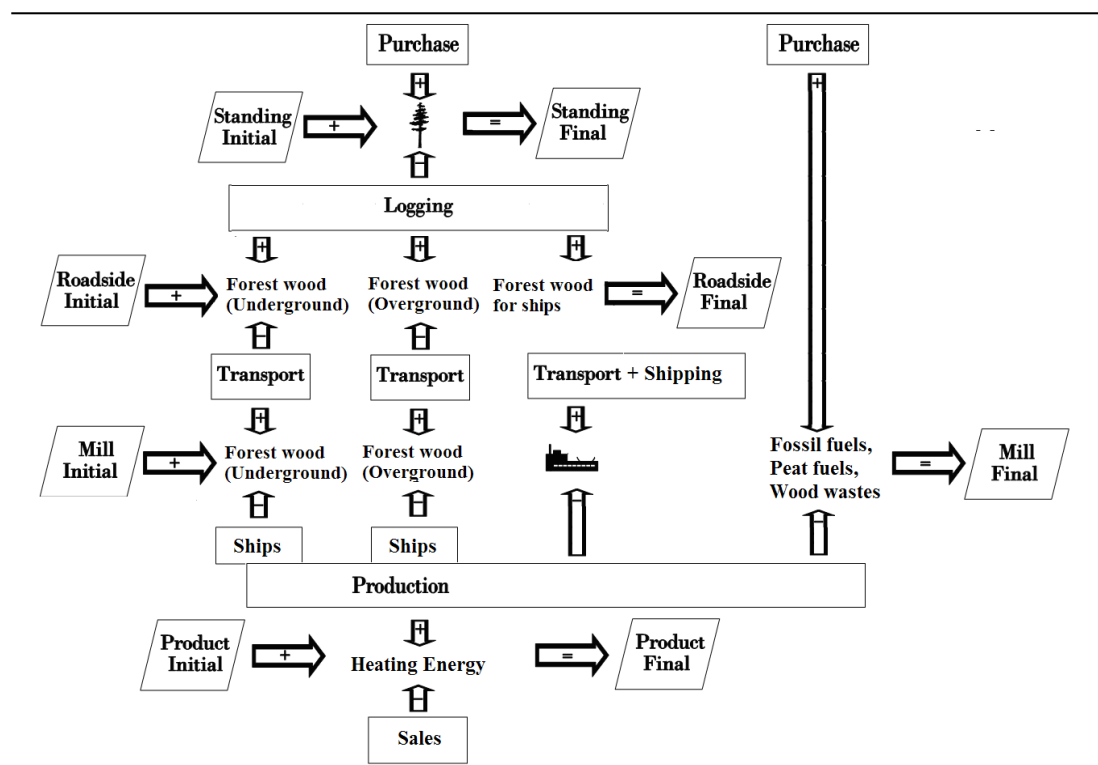 Purchase
Purchase
+
+
Standing
Initial
+
=
Standing
Final
-
Logging
+
+
+
Roadside
Initial
+
Forest wood
(Underground)
Forest wood
(Overground)
Forest wood
for ships
=
Roadside
Final
-
-
Transport
Transport
Transport + Shipping
+
+
+
Mill
Initial
+
Forest wood
(Underground)
Forest wood
(Overground)
Fossil fuels,
Peat fuels,
Wood wastes
=
Mill
Final
-
-
-
-
Ships
Ships
Production
+
Product
Initial
+
Heating Energy
=
Product
Final
-
Sales